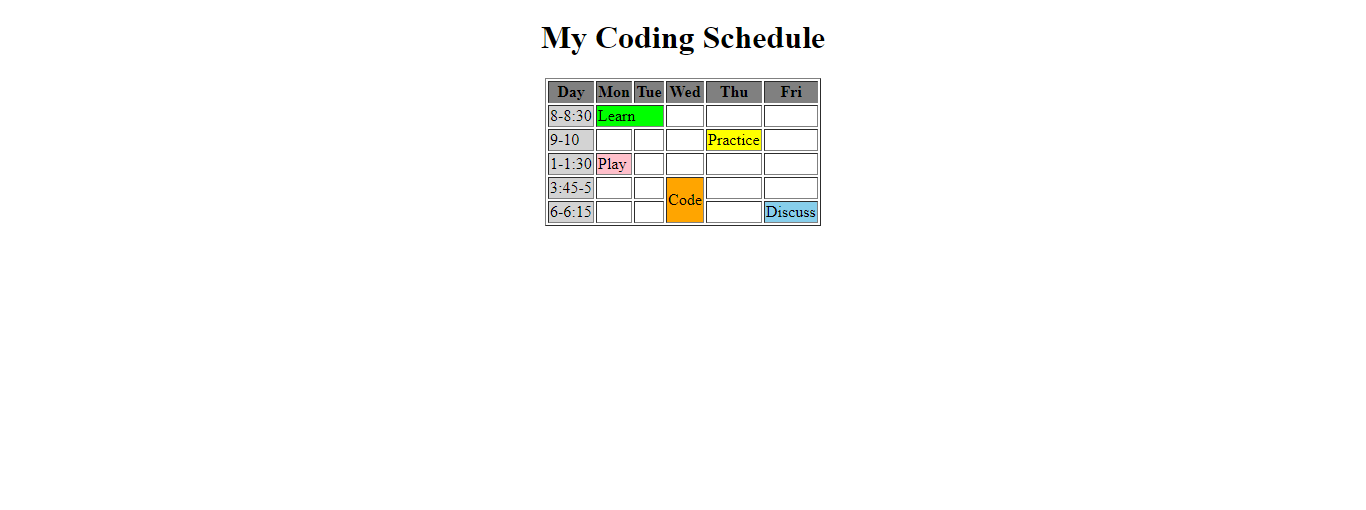 My Coding Schedule
Day Mon Tue Wed Thu Fri
8-8:30 Learn
9-10 Practice
1-1:30 Play
3:45-5 Code
6-6:15 Discuss